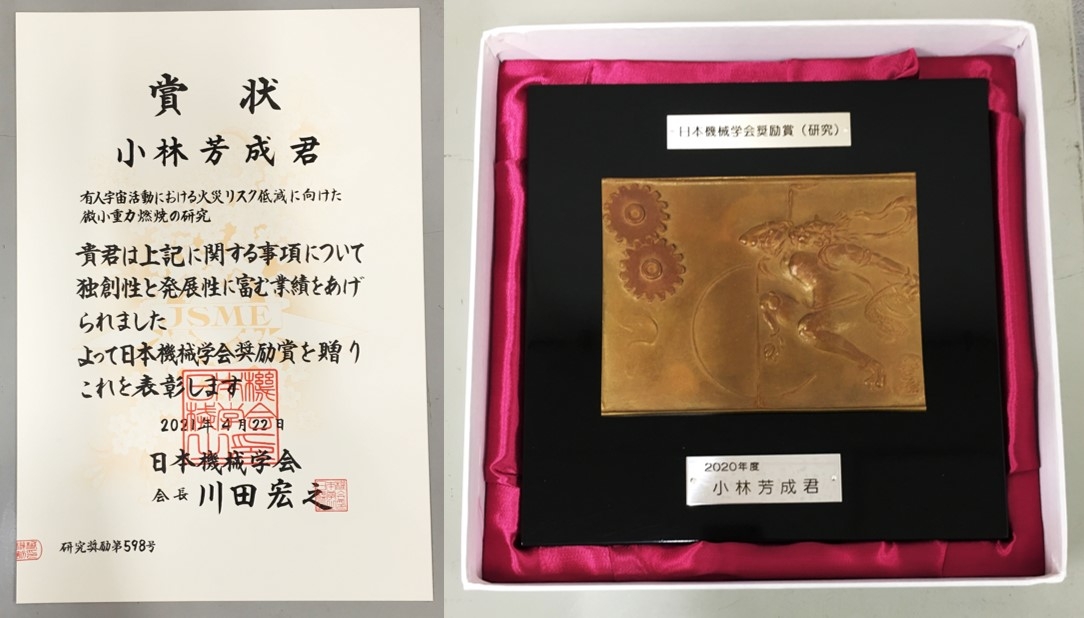 賞状
小林芳成君
有人宇宙活動における火災リスク低減に向けた
微小重力燃焼の研究
貴君は上記に関する事項について
独創性と発展性に富む業績をあげ
られました
よって日本機械学会奨励賞を贈り
これを表彰します
JSME
2021年4月22日
日本機械学会
会長 川田宏之
研究奨励第598号
日本機械学会奨励賞（研究）
2020年度
小林芳成君